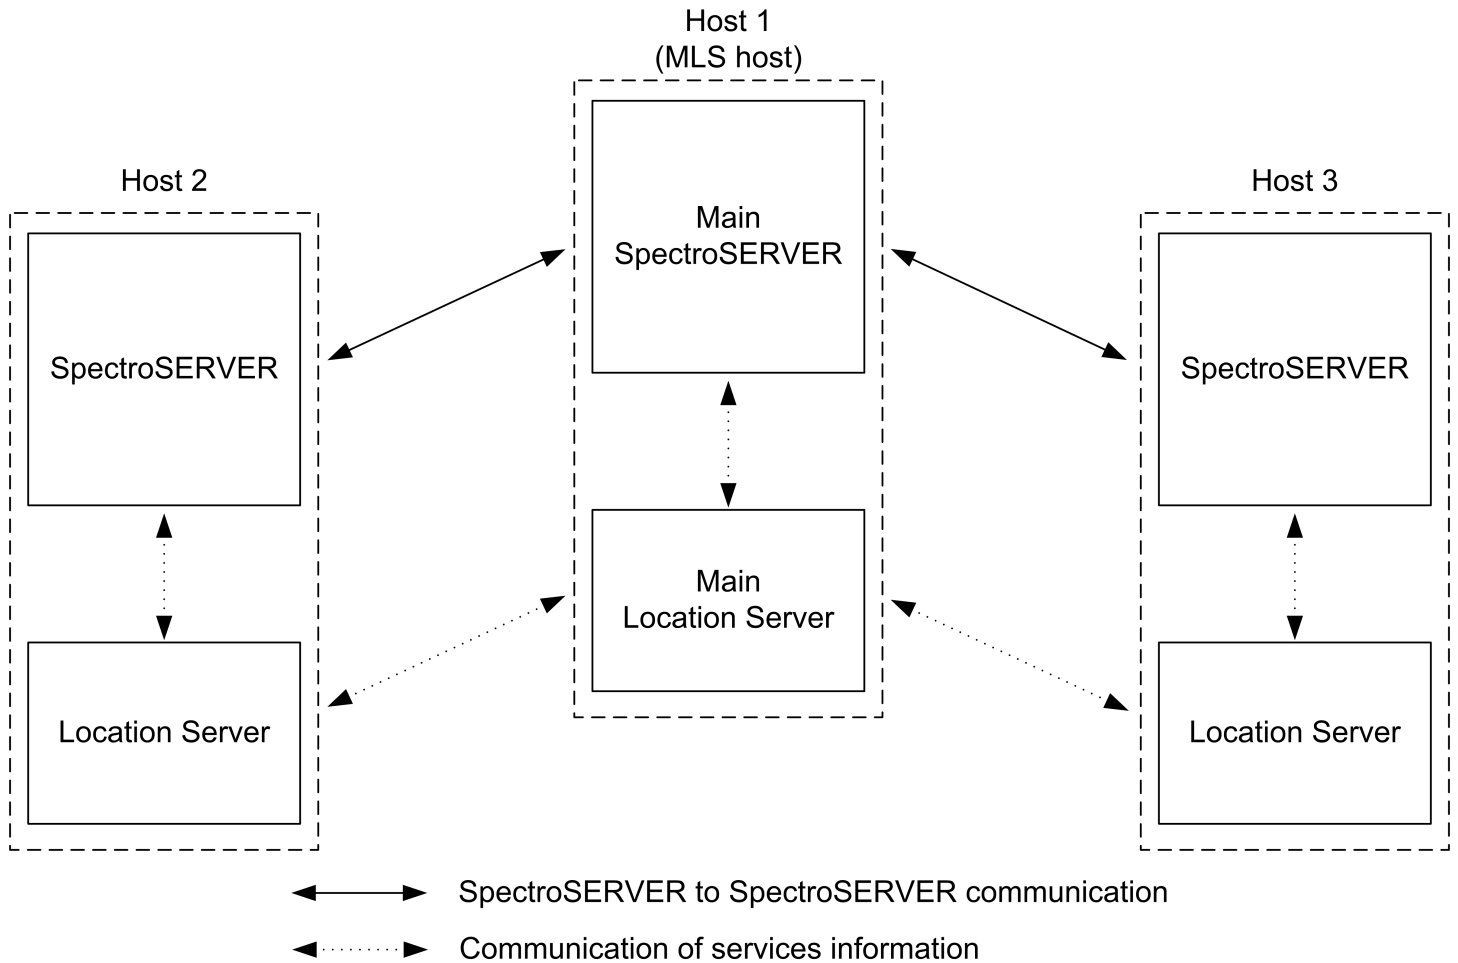 Host 1
(MLS host)
Host 2
Host 3
Main
SpectroSERVER
SpectroSERVER
SpectroSERVER
Main
Location Server
Location Server
Location Server
SpectroSERVER to SpectroSERVER communication
Communication of services information